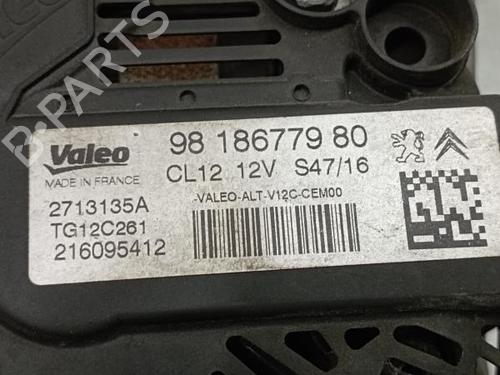 Valeo
MADE IN FRANCE
98 186779 80
CL12 12V S47/16
-VALEO-ALT-V12C-CEM00
2713135A
TG12C261
216095412
B-PARTS